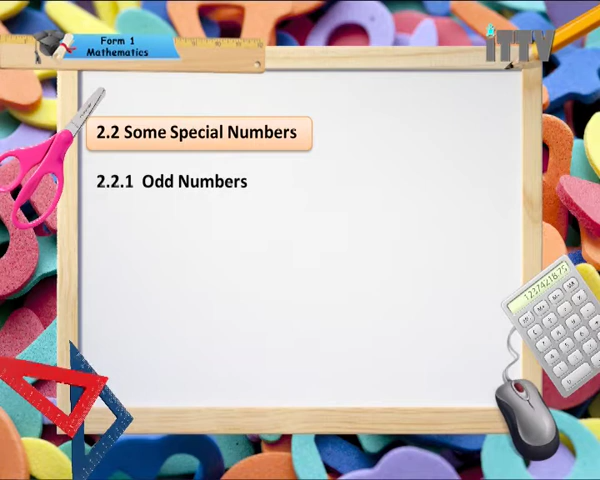 Form 1
Mathematics
iTTV
2.2 Some Special Numbers
2.2.1 Odd Numbers